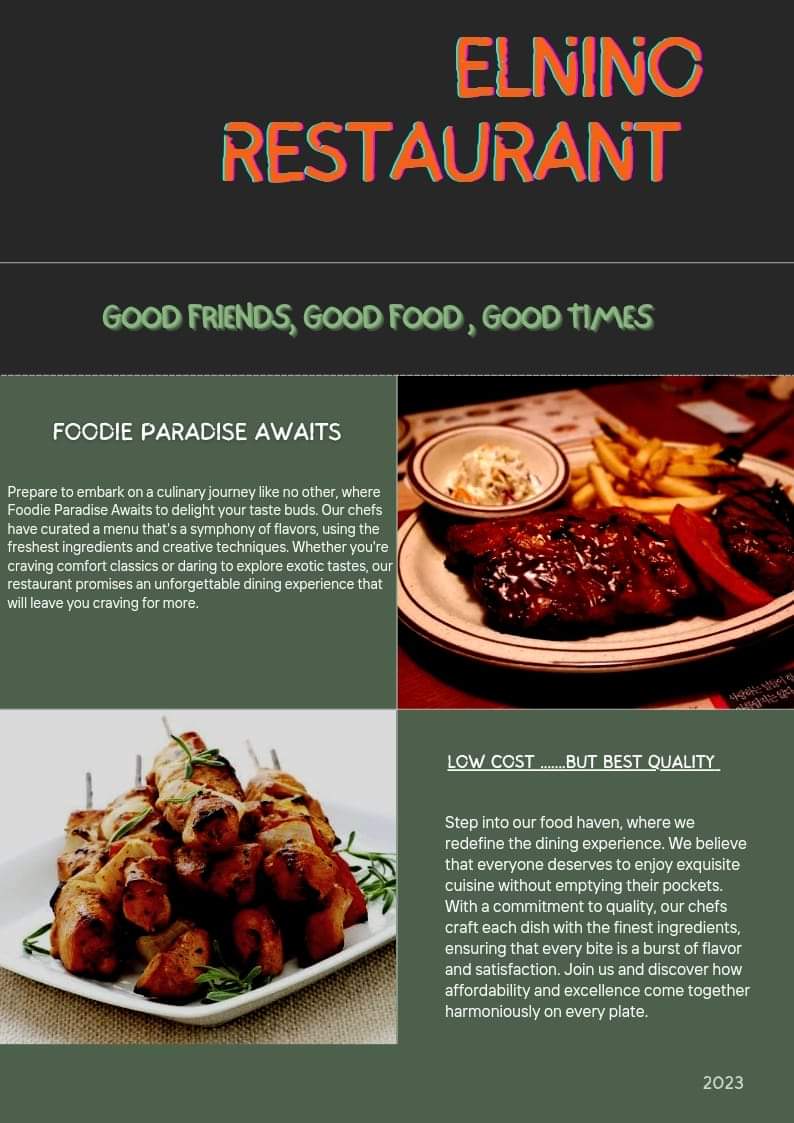 ELNINO
RESTAURANT
GOOD FRIENDS, GOOD FOOD , GOOD TIMES
FOODIE PARADISE AWAITS
Prepare to embark on a culinary journey like no other, where
Foodie Paradise Awaits to delight your taste buds. Our chefs
have curated a menu that's a symphony of flavors, using the
freshest ingredients and creative techniques. Whether you're
craving comfort classics or daring to explore exotic tastes, our
restaurant promises an unforgettable dining experience that
will leave you craving for more.
LOW COST .......BUT BEST QUALITY
Step into our food haven, where we
redefine the dining experience. We believe
that everyone deserves to enjoy exquisite
cuisine without emptying their pockets.
With a commitment to quality, our chefs
craft each dish with the finest ingredients,
ensuring that every bite is a burst of flavor
and satisfaction. Join us and discover how
affordability and excellence come together
harmoniously on every plate.
2023